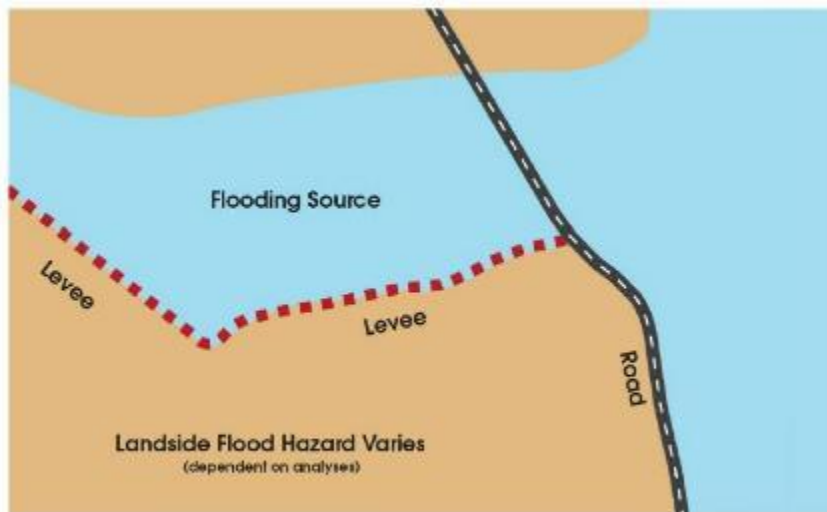 Flooding Source
Levee
Levee
Road
Landside Flood Hazard Varies
(dependent on analyses)